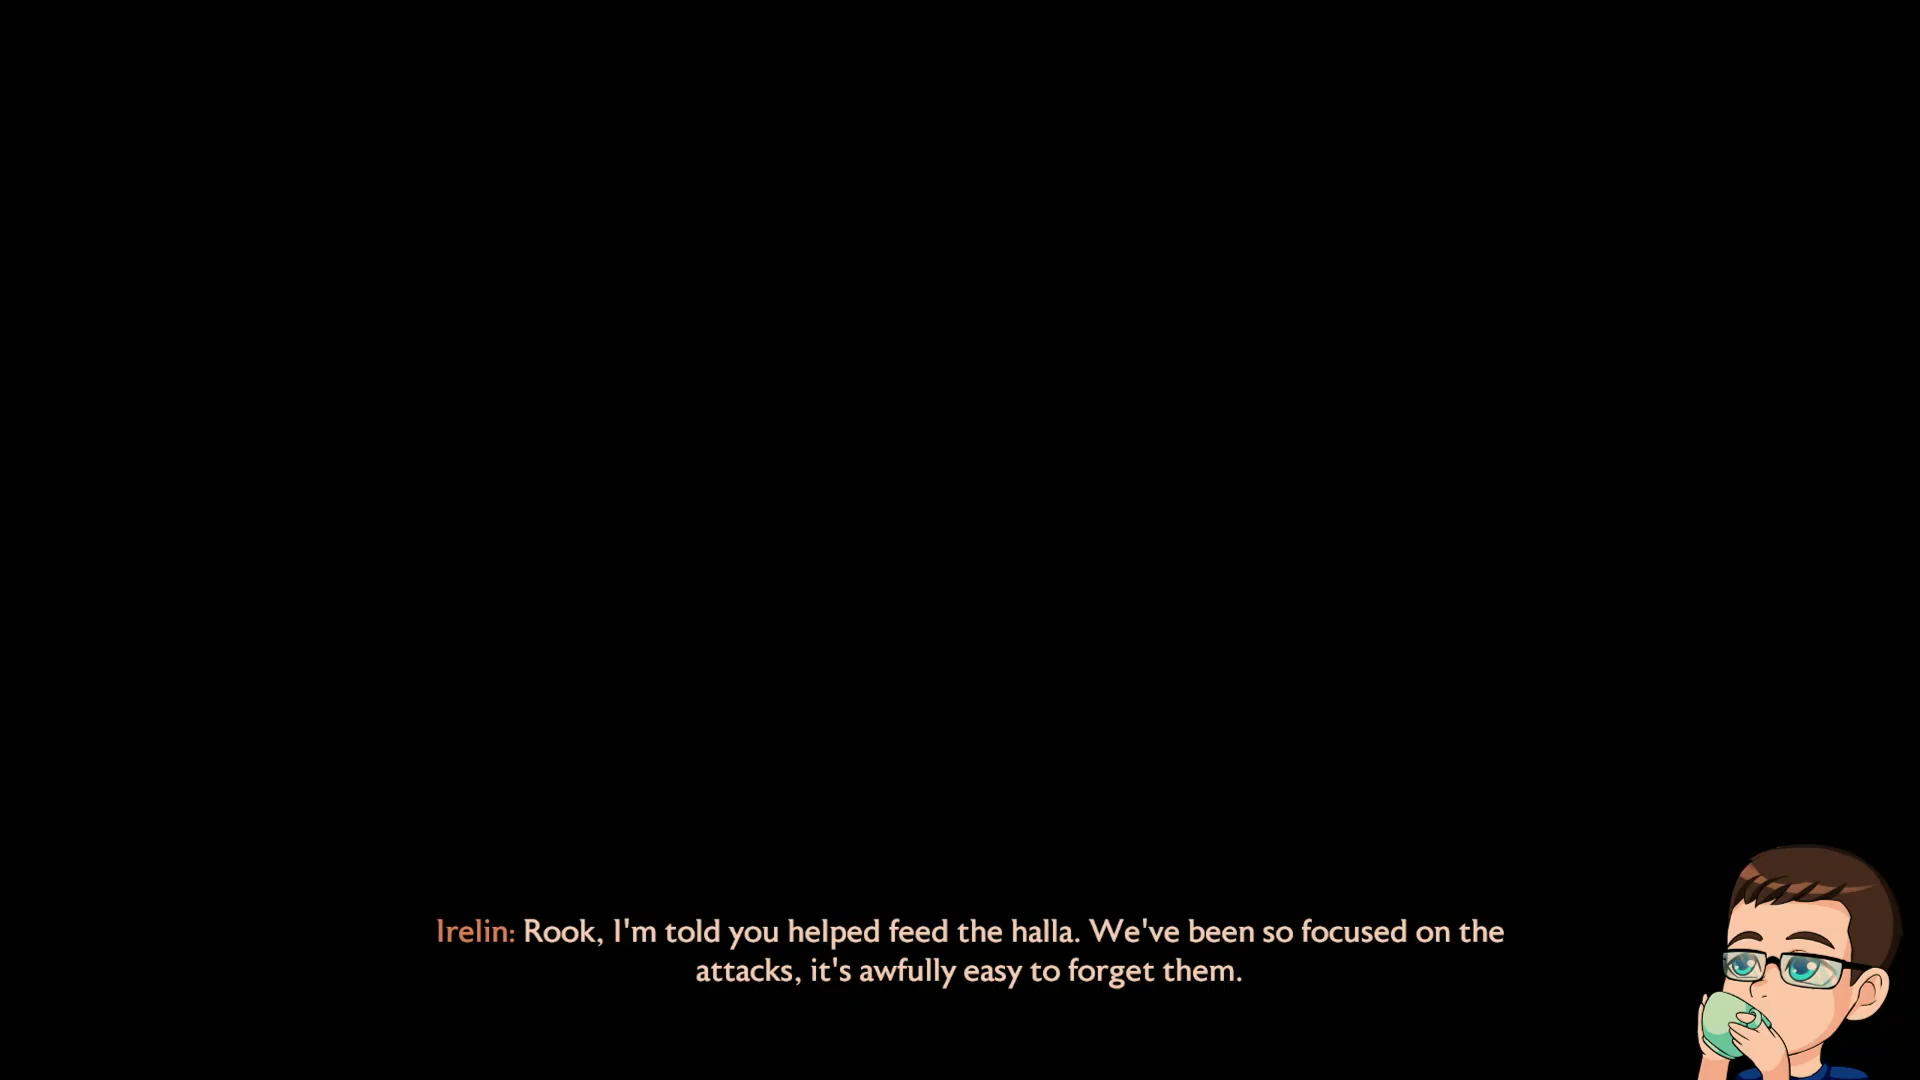 Irelin: Rook, I'm told you helped feed the halla. We've been so focused on the
attacks, it's awfully easy to forget them.